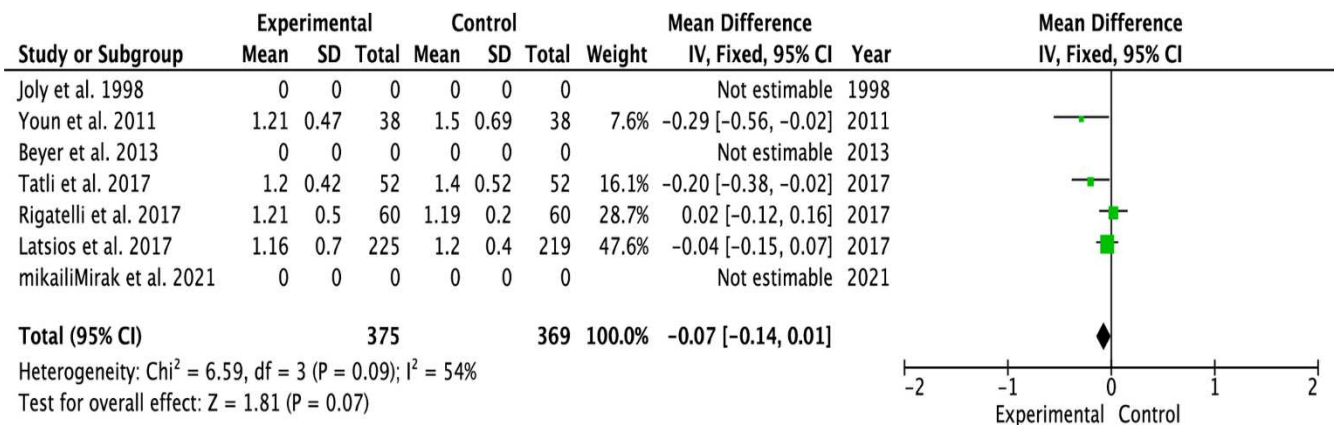 Experimental Control Mean Difference Mean Difference
Study or Subgroup Mean SD Total Mean SD Total Weight IV, Fixed, 95% CI Year IV, Fixed, 95% CI
Joly et al. 1998 0 0 0 0 0 0 Not estimable 1998
Youn et al. 2011 1.21 0.47 38 1.5 0.69 38 7.6% −0.29 [−0.56, −0.02] 2011
Beyer et al. 2013 0 0 0 0 0 0 Not estimable 2013
Tatli et al. 2017 1.2 0.42 52 1.4 0.52 52 16.1% −0.20 [−0.38, −0.02] 2017
Rigatelli et al. 2017 1.21 0.5 60 1.19 0.2 60 28.7% 0.02 [−0.12, 0.16] 2017
Latsios et al. 2017 1.16 0.7 225 1.2 0.4 219 47.6% −0.04 [−0.15, 0.07] 2017
mikailiMirak et al. 2021 0 0 0 0 0 0 Not estimable 2021
Total (95% CI) 375 369 100.0% −0.07 [−0.14, 0.01]
Heterogeneity: Chi² = 6.59, df = 3 (P = 0.09); I² = 54%
Test for overall effect: Z = 1.81 (P = 0.07)
−2 −1 0 1 2
Experimental Control